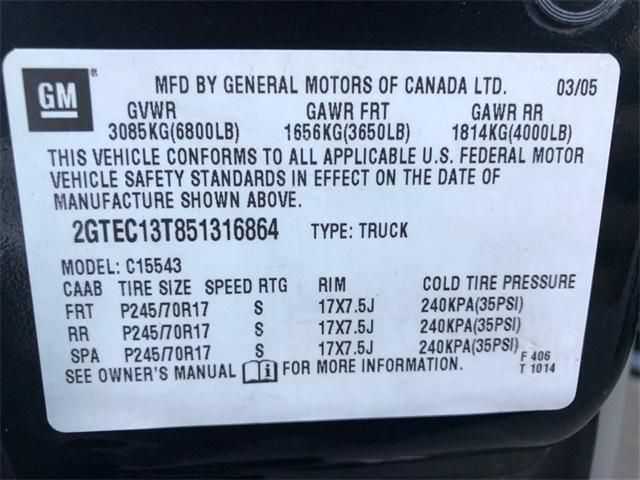 GM
®
MFD BY GENERAL MOTORS OF CANADA LTD. 03/05
GVWR GAWR FRT GAWR RR
3085KG(6800LB) 1656KG(3650LB) 1814KG(4000LB)
THIS VEHICLE CONFORMS TO ALL APPLICABLE U.S. FEDERAL MOTOR
VEHICLE SAFETY STANDARDS IN EFFECT ON THE DATE OF
MANUFACTURE SHOWN ABOVE.
2GTEC13T851316864 TYPE: TRUCK
MODEL: C15543
CAAB TIRE SIZE SPEED RTG RIM COLD TIRE PRESSURE
FRT P245/70R17 S 17X7.5J 240KPA(35PSI)
RR P245/70R17 S 17X7.5J 240KPA(35PSI)
SPA P245/70R17 S 17X7.5J 240KPA(35PSI)
SEE OWNER'S MANUAL i FOR MORE INFORMATION.
F 406
T 1014